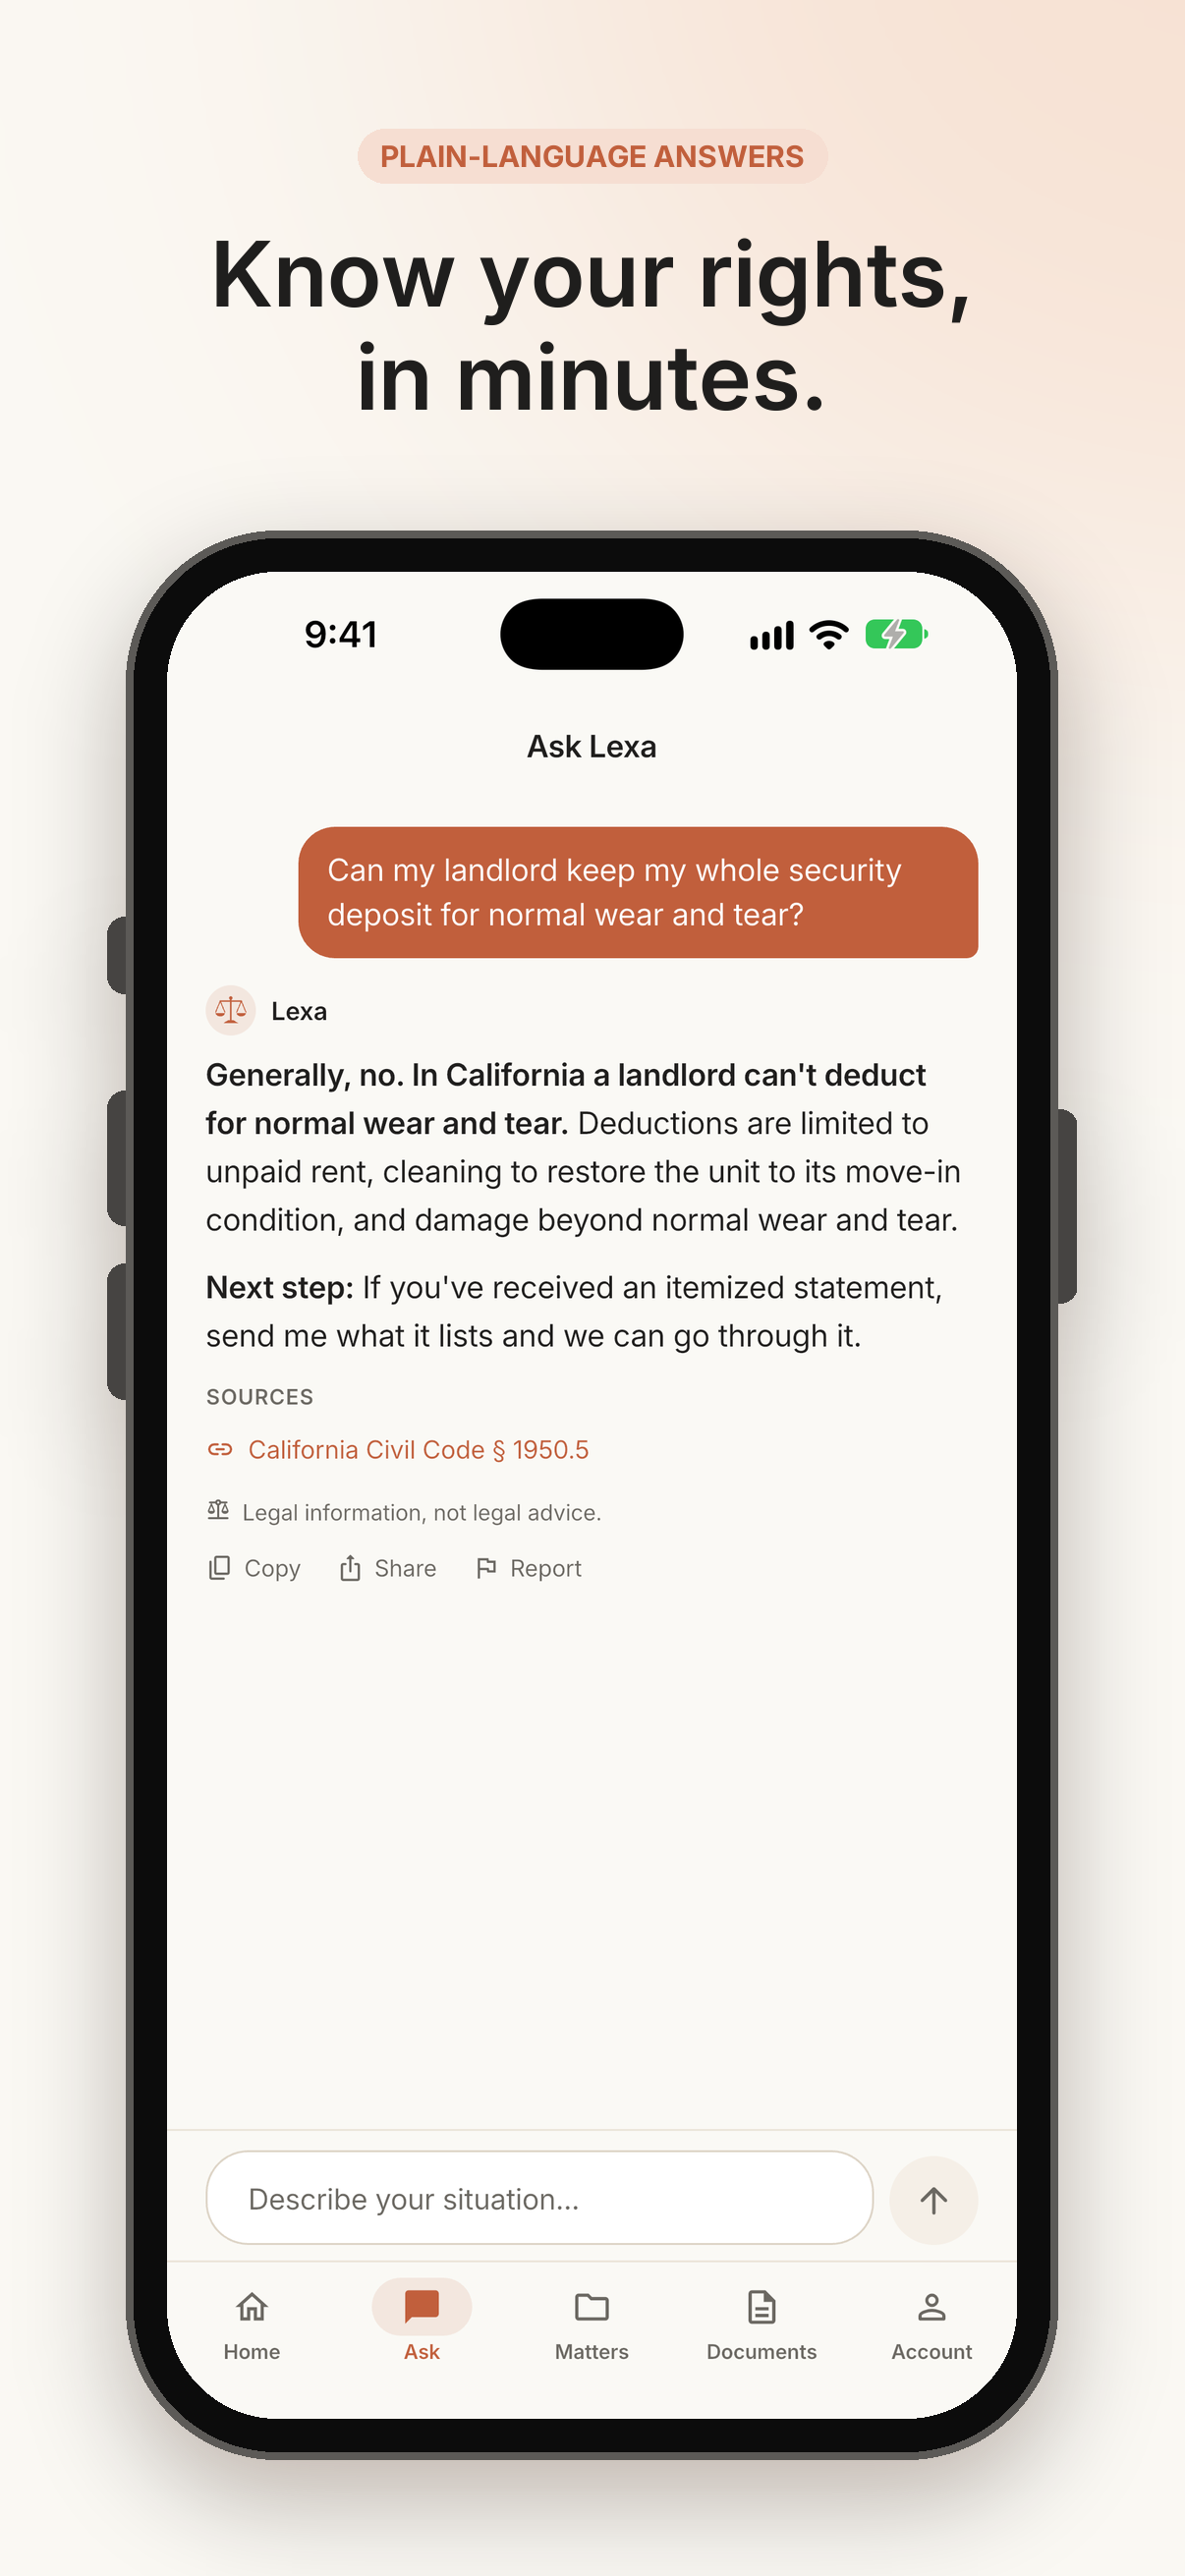 PLAIN-LANGUAGE ANSWERS
Know your rights,
in minutes.
9:41
Ask Lexa
Can my landlord keep my whole security
deposit for normal wear and tear?
Lexa
Generally, no. In California a landlord can't deduct
for normal wear and tear. Deductions are limited to
unpaid rent, cleaning to restore the unit to its move-in
condition, and damage beyond normal wear and tear.
Next step: If you've received an itemized statement,
send me what it lists and we can go through it.
SOURCES
California Civil Code § 1950.5
Legal information, not legal advice.
Copy Share Report
Describe your situation...
Home Ask Matters Documents Account